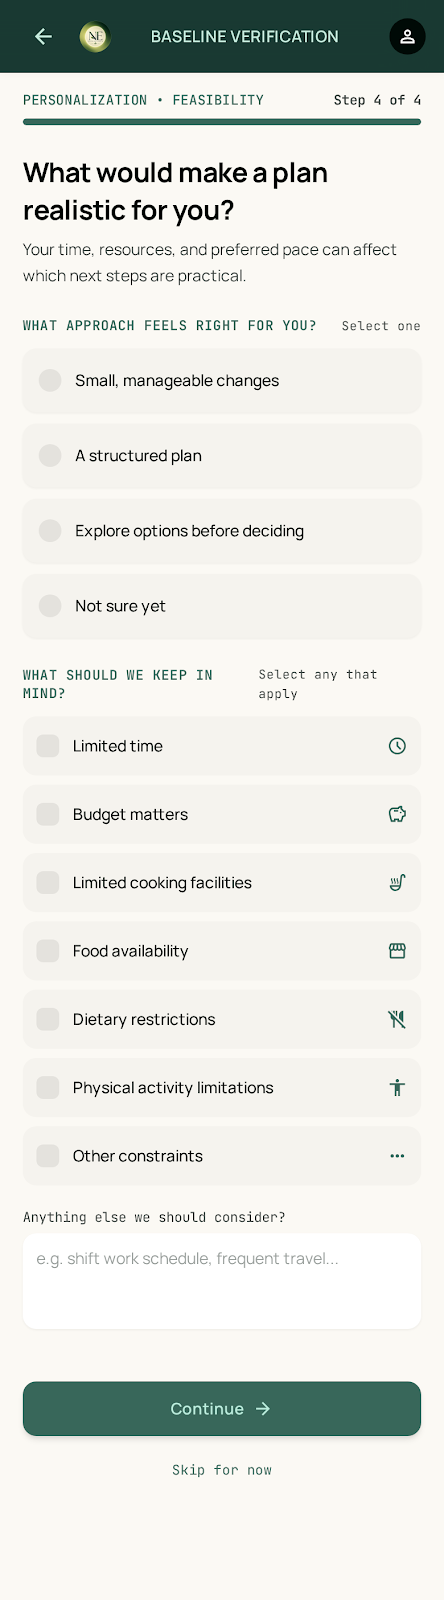 NE
BASELINE VERIFICATION
PERSONALIZATION • FEASIBILITY
Step 4 of 4
What would make a plan
realistic for you?
Your time, resources, and preferred pace can affect
which next steps are practical.
WHAT APPROACH FEELS RIGHT FOR YOU?
Select one
Small, manageable changes
A structured plan
Explore options before deciding
Not sure yet
WHAT SHOULD WE KEEP IN
MIND?
Select any that
apply
Limited time
Budget matters
Limited cooking facilities
Food availability
Dietary restrictions
Physical activity limitations
Other constraints
Anything else we should consider?
e.g. shift work schedule, frequent travel...
Continue →
Skip for now